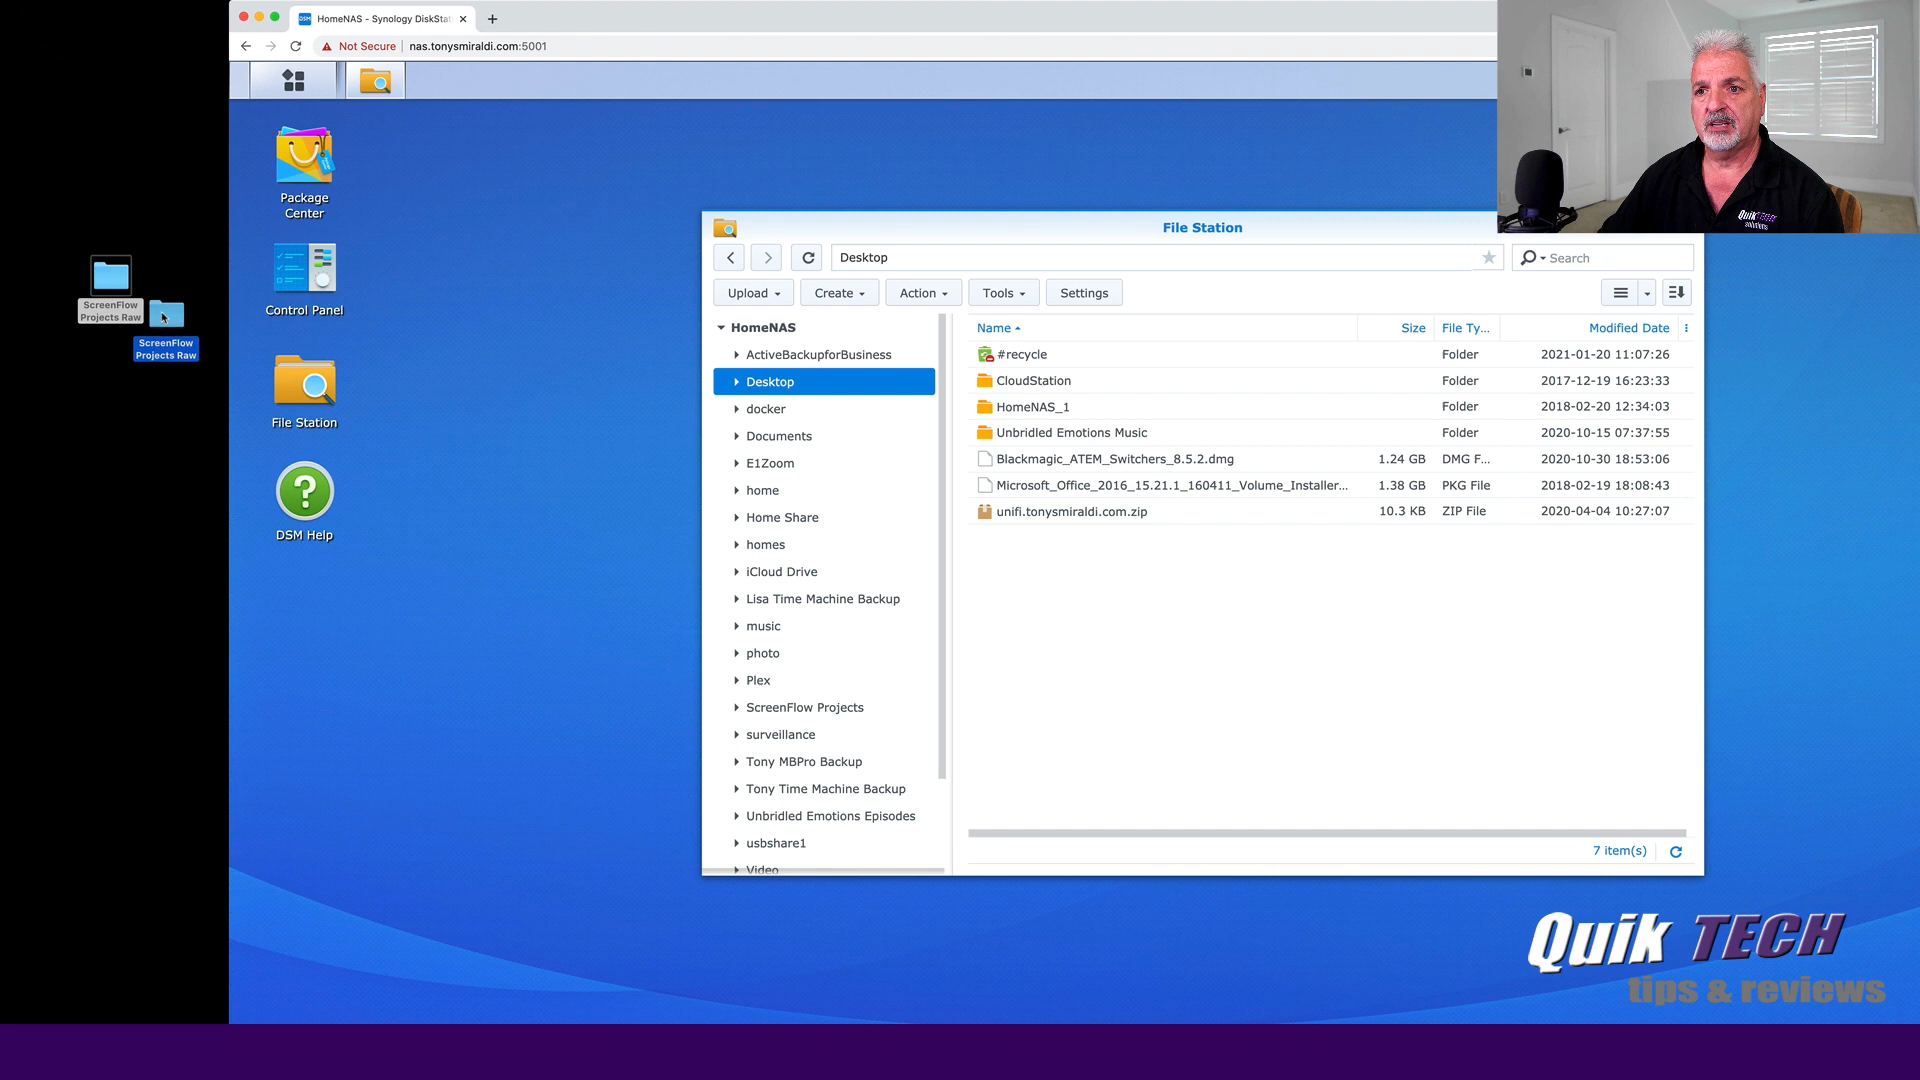 HomeNAS - Synology DiskStat
Not Secure
nas.tonysmiraldi.com:5001
Package
Center
Control Panel
File Station
DSM Help
ScreenFlow
Projects Raw
ScreenFlow
Projects Raw
File Station
Desktop
Search
Upload
Create
Action
Tools
Settings
HomeNAS
ActiveBackupforBusiness
Desktop
docker
Documents
E1Zoom
home
Home Share
homes
iCloud Drive
Lisa Time Machine Backup
music
photo
Plex
ScreenFlow Projects
surveillance
Tony MBPro Backup
Tony Time Machine Backup
Unbridled Emotions Episodes
usbshare1
Video
Name Size File Ty... Modified Date
#recycle Folder 2021-01-20 11:07:26
CloudStation Folder 2017-12-19 16:23:33
HomeNAS_1 Folder 2018-02-20 12:34:03
Unbridled Emotions Music Folder 2020-10-15 07:37:55
Blackmagic_ATEM_Switchers_8.5.2.dmg 1.24 GB DMG F... 2020-10-30 18:53:06
Microsoft_Office_2016_15.21.1_160411_Volume_Installer... 1.38 GB PKG File 2018-02-19 18:08:43
unifi.tonysmiraldi.com.zip 10.3 KB ZIP File 2020-04-04 10:27:07
7 item(s)
QuikTECH
solutions
Quik TECH
tips & reviews